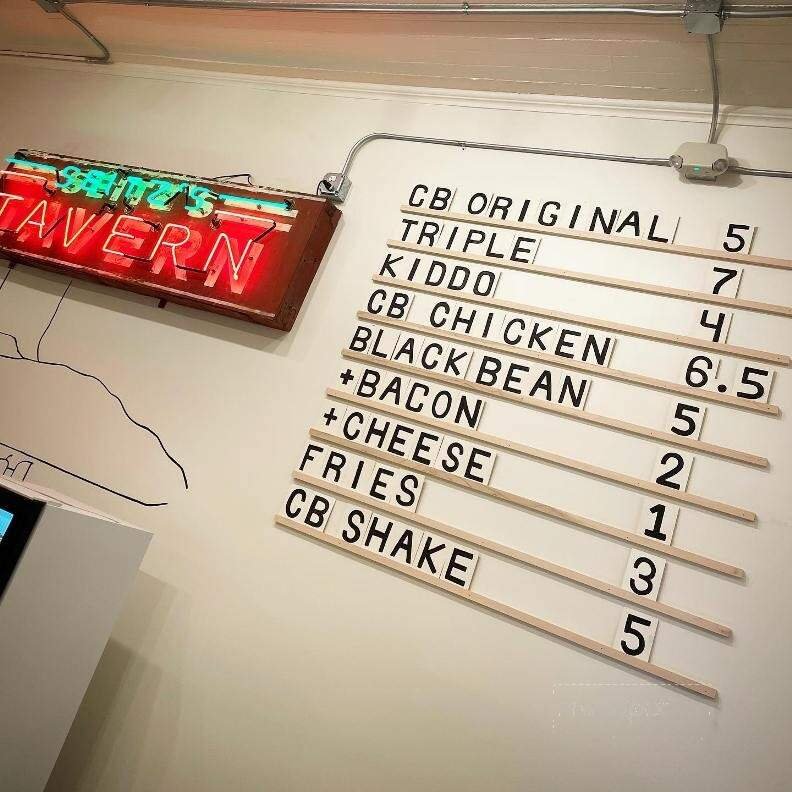 SEITZ'S
TAVERN
CB ORIGINAL 5
TRIPLE 7
KIDDO 4
CB CHICKEN 6.5
BLACK BEAN 5
+BACON 2
+CHEESE 1
FRIES 3
CB SHAKE 5